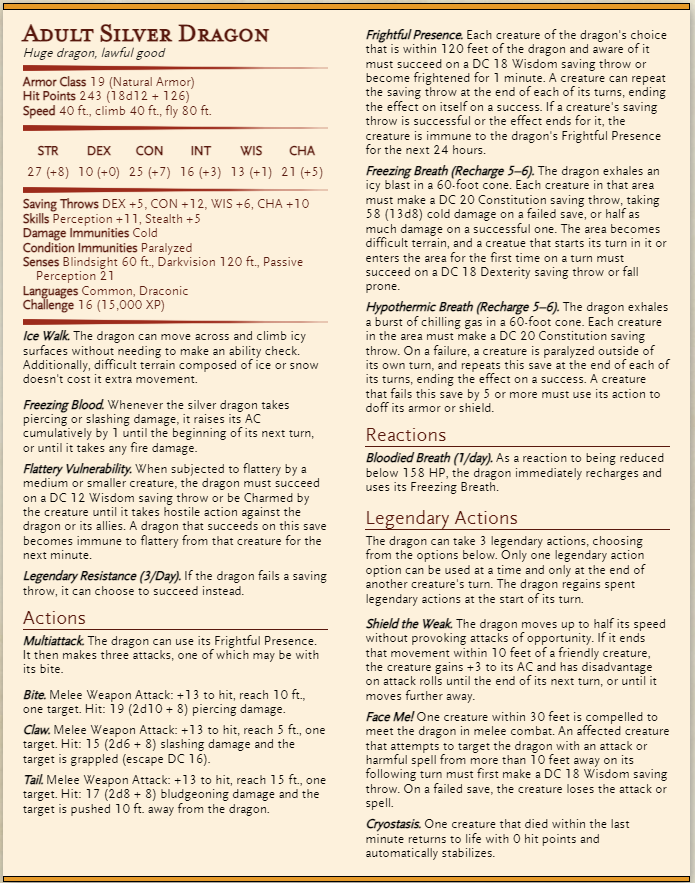 Adult Silver Dragon
Huge dragon, lawful good
Armor Class 19 (Natural Armor)
Hit Points 243 (18d12 + 126)
Speed 40 ft., climb 40 ft., fly 80 ft.
STR DEX CON INT WIS CHA
27 (+8) 10 (+0) 25 (+7) 16 (+3) 13 (+1) 21 (+5)
Saving Throws DEX +5, CON +12, WIS +6, CHA +10
Skills Perception +11, Stealth +5
Damage Immunities Cold
Condition Immunities Paralyzed
Senses Blindsight 60 ft., Darkvision 120 ft., Passive
Perception 21
Languages Common, Draconic
Challenge 16 (15,000 XP)
Ice Walk. The dragon can move across and climb icy
surfaces without needing to make an ability check.
Additionally, difficult terrain composed of ice or snow
doesn't cost it extra movement.
Freezing Blood. Whenever the silver dragon takes
piercing or slashing damage, it raises its AC
cumulatively by 1 until the beginning of its next turn,
or until it takes any fire damage.
Flattery Vulnerability. When subjected to flattery by a
medium or smaller creature, the dragon must succeed
on a DC 12 Wisdom saving throw or be Charmed by
the creature until it takes hostile action against the
dragon or its allies. A dragon that succeeds on this save
becomes immune to flattery from that creature for the
next minute.
Legendary Resistance (3/Day). If the dragon fails a saving
throw, it can choose to succeed instead.
Actions
Multiattack. The dragon can use its Frightful Presence.
It then makes three attacks, one of which may be with
its bite.
Bite. Melee Weapon Attack: +13 to hit, reach 10 ft.,
one target. Hit: 19 (2d10 + 8) piercing damage.
Claw. Melee Weapon Attack: +13 to hit, reach 5 ft., one
target. Hit: 15 (2d6 + 8) slashing damage and the
target is grappled (escape DC 16).
Tail. Melee Weapon Attack: +13 to hit, reach 15 ft., one
target. Hit: 17 (2d8 + 8) bludgeoning damage and the
target is pushed 10 ft. away from the dragon.
Frightful Presence. Each creature of the dragon's choice
that is within 120 feet of the dragon and aware of it
must succeed on a DC 18 Wisdom saving throw or
become frightened for 1 minute. A creature can repeat
the saving throw at the end of each of its turns, ending
the effect on itself on a success. If a creature's saving
throw is successful or the effect ends for it, the
creature is immune to the dragon's Frightful Presence
for the next 24 hours.
Freezing Breath (Recharge 5–6). The dragon exhales an
icy blast in a 60-foot cone. Each creature in that area
must make a DC 20 Constitution saving throw, taking
58 (13d8) cold damage on a failed save, or half as
much damage on a successful one. The area becomes
difficult terrain, and a creatue that starts its turn in it or
enters the area for the first time on a turn must
succeed on a DC 18 Dexterity saving throw or fall
prone.
Hypothermic Breath (Recharge 5–6). The dragon exhales
a burst of chilling gas in a 60-foot cone. Each creature
in the area must make a DC 20 Constitution saving
throw. On a failure, a creature is paralyzed outside of
its own turn, and repeats this save at the end of each of
its turns, ending the effect on a success. A creature
that fails this save by 5 or more must use its action to
doff its armor or shield.
Reactions
Bloodied Breath (1/day). As a reaction to being reduced
below 158 HP, the dragon immediately recharges and
uses its Freezing Breath.
Legendary Actions
The dragon can take 3 legendary actions, choosing
from the options below. Only one legendary action
option can be used at a time and only at the end of
another creature's turn. The dragon regains spent
legendary actions at the start of its turn.
Shield the Weak. The dragon moves up to half its speed
without provoking attacks of opportunity. If it ends
that movement within 10 feet of a friendly creature,
the creature gains +3 to its AC and has disadvantage
on attack rolls until the end of its next turn, or until it
moves further away.
Face Me! One creature within 30 feet is compelled to
meet the dragon in melee combat. An affected creature
that attempts to target the dragon with an attack or
harmful spell from more than 10 feet away on its
following turn must first make a DC 18 Wisdom saving
throw. On a failed save, the creature loses the attack or
spell.
Cryostasis. One creature that died within the last
minute returns to life with 0 hit points and
automatically stabilizes.